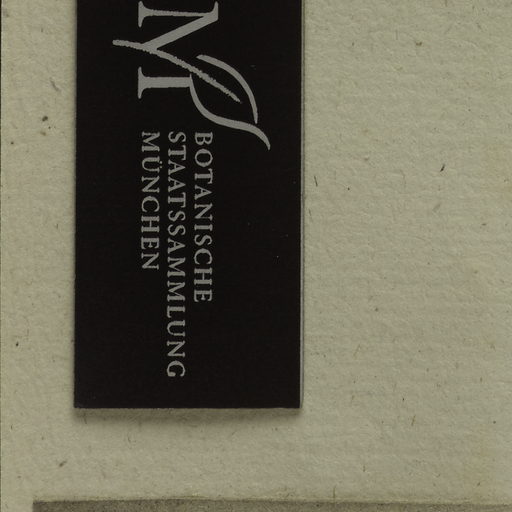 M
BOTANISCHE
STAATSSAMMLUNG
MÜNCHEN